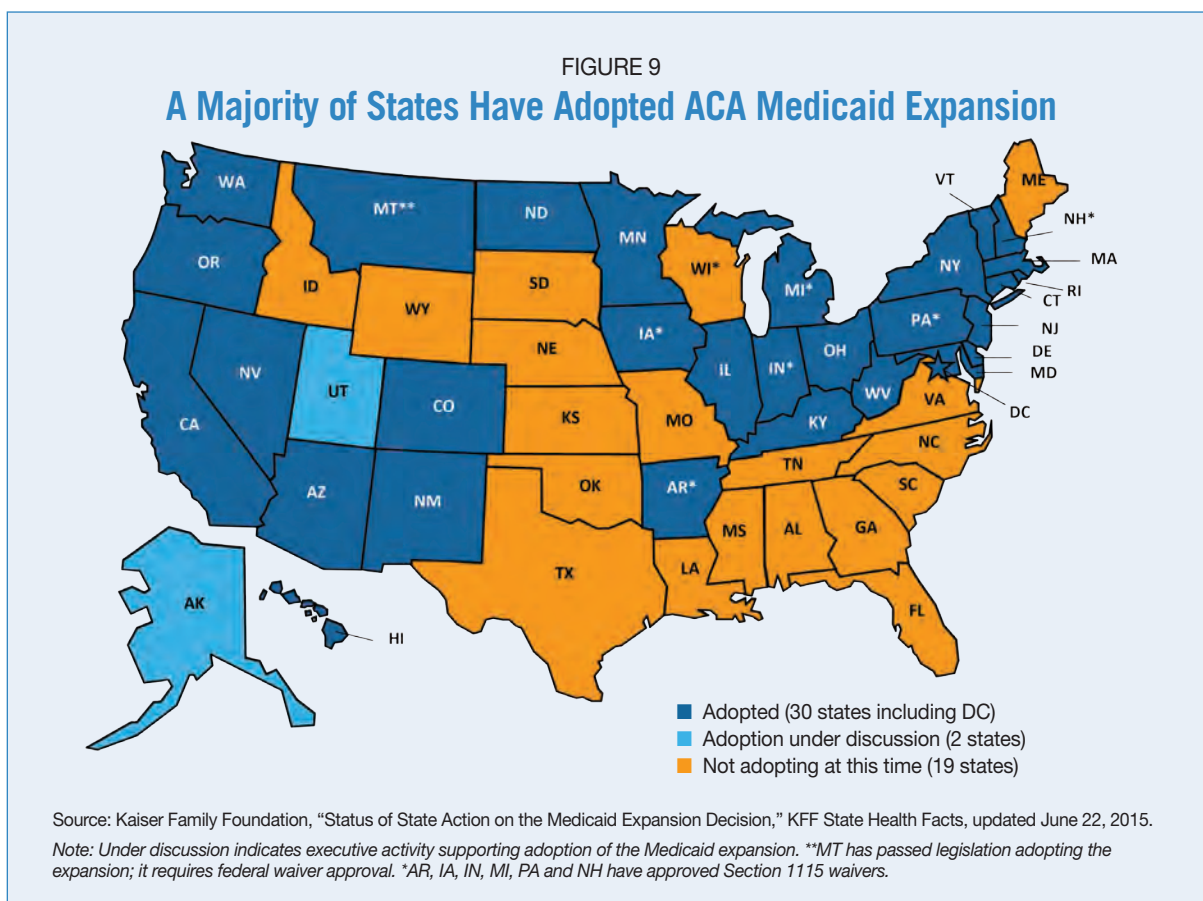 FIGURE 9
A Majority of States Have Adopted ACA Medicaid Expansion
WA
MT**
ND
MN
VT
ME
NH*
OR
ID
SD
WI*
MI*
NY
MA
RI
CT
WY
IA*
PA*
NJ
NE
OH
DE
NV
UT
IL
IN*
MD
CO
WV
VA
DC
CA
KS
MO
KY
NC
TN
AZ
NM
OK
AR*
SC
MS
AL
GA
TX
LA
AK
FL
HI
Adopted (30 states including DC)
Adoption under discussion (2 states)
Not adopting at this time (19 states)
Source: Kaiser Family Foundation, “Status of State Action on the Medicaid Expansion Decision,” KFF State Health Facts, updated June 22, 2015.
Note: Under discussion indicates executive activity supporting adoption of the Medicaid expansion. **MT has passed legislation adopting the
expansion; it requires federal waiver approval. *AR, IA, IN, MI, PA and NH have approved Section 1115 waivers.